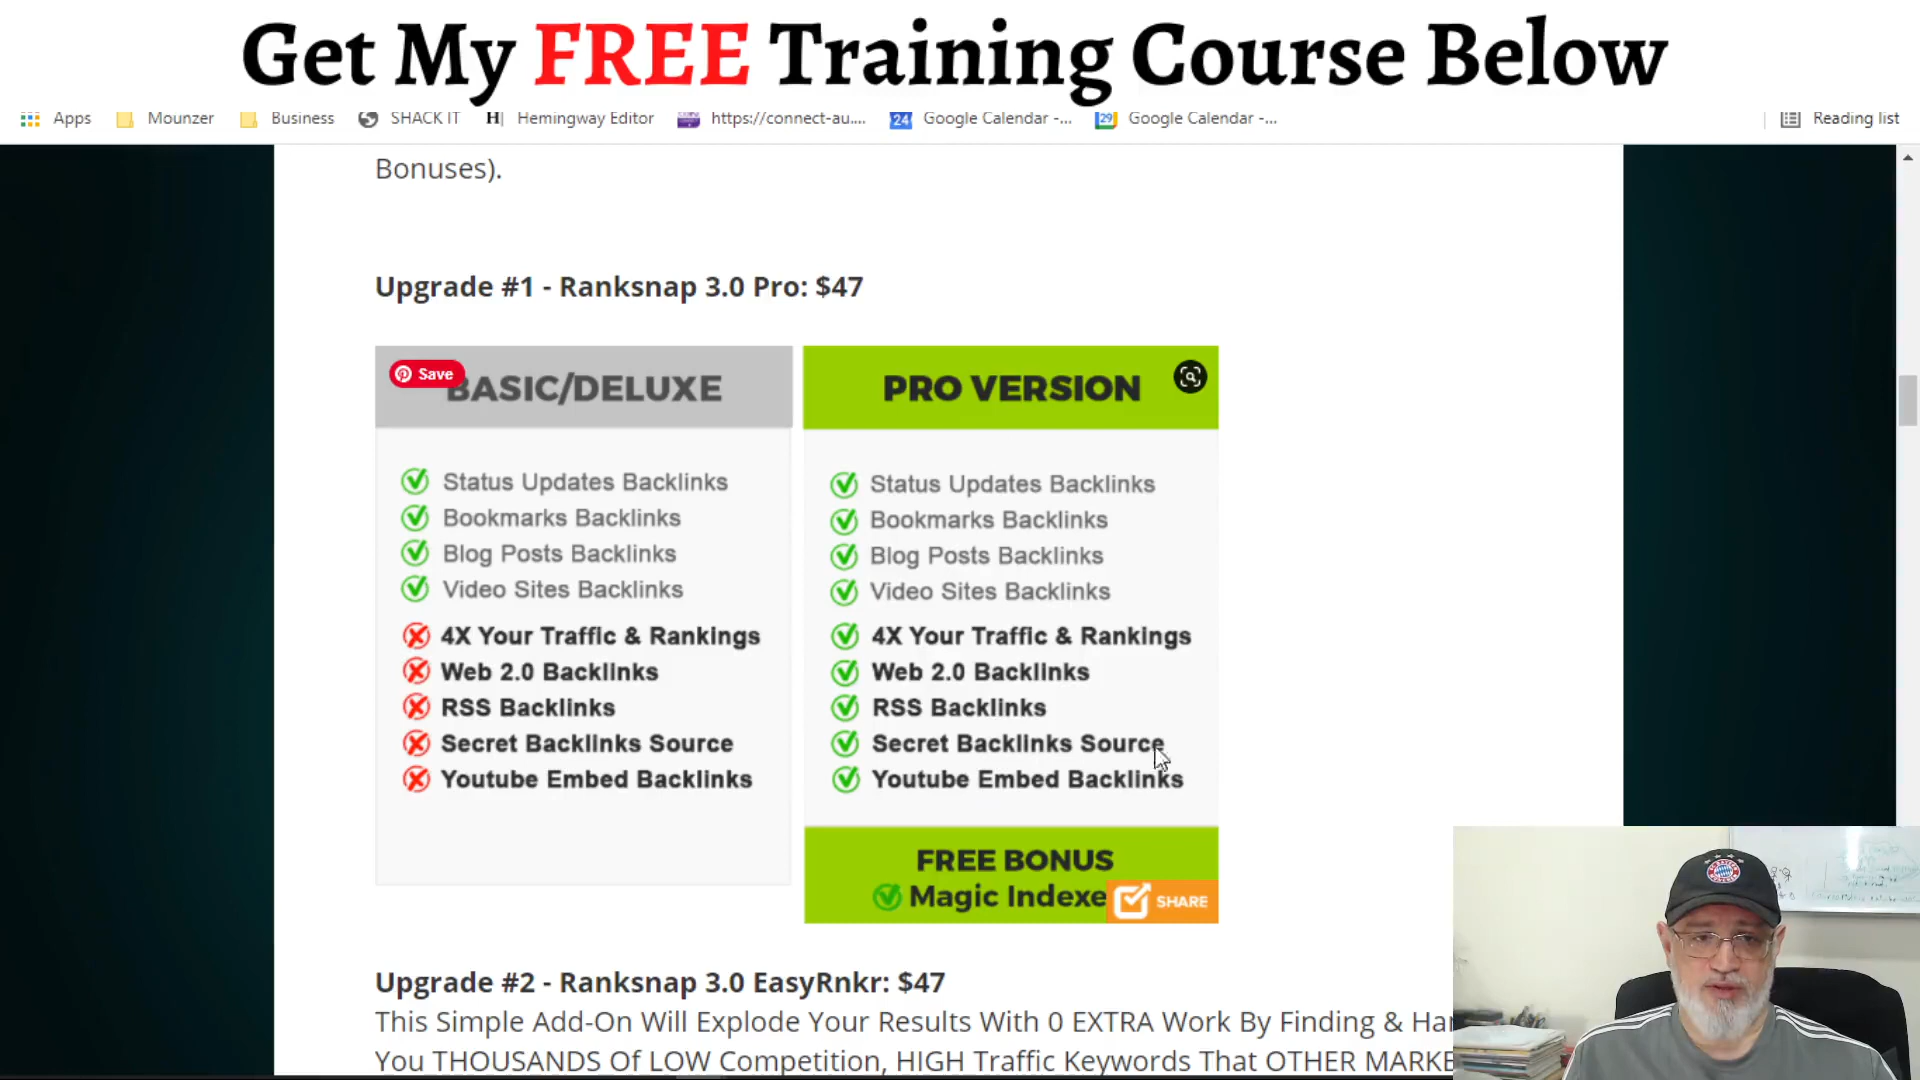 Get My FREE Training Course Below
Apps Mounzer Business SHACK IT Hemingway Editor https://connect-au.... 24 Google Calendar -... 29 Google Calendar -... Reading list
Bonuses).
Upgrade #1 - Ranksnap 3.0 Pro: $47
Save
BASIC/DELUXE
Status Updates Backlinks
Bookmarks Backlinks
Blog Posts Backlinks
Video Sites Backlinks
4X Your Traffic & Rankings
Web 2.0 Backlinks
RSS Backlinks
Secret Backlinks Source
Youtube Embed Backlinks
PRO VERSION
Status Updates Backlinks
Bookmarks Backlinks
Blog Posts Backlinks
Video Sites Backlinks
4X Your Traffic & Rankings
Web 2.0 Backlinks
RSS Backlinks
Secret Backlinks Source
Youtube Embed Backlinks
FREE BONUS
Magic Indexe
SHARE
Upgrade #2 - Ranksnap 3.0 EasyRnkr: $47
This Simple Add-On Will Explode Your Results With 0 EXTRA Work By Finding & Ha
You THOUSANDS Of LOW Competition, HIGH Traffic Keywords That OTHER MARKE